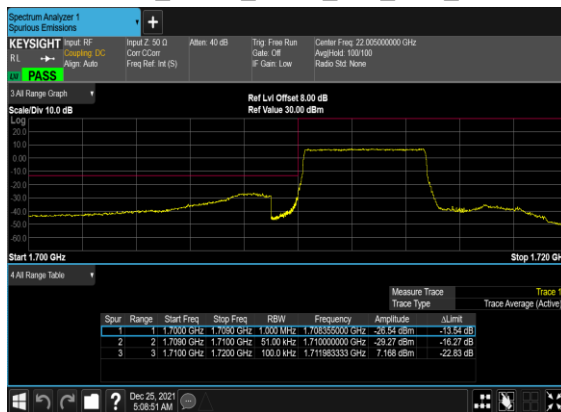 Spectrum Analyzer 1
Spurious Emissions
KEYSIGHT Input: RF Input Z: 50 Ω Atten: 40 dB Trig: Free Run Center Freq: 22.005000000 GHz
RL Coupling: DC Corr CCorr Gate: Off Avg|Hold: 100/100
Align: Auto Freq Ref: Int (S) IF Gain: Low Radio Std: None
PASS
3 All Range Graph
Ref Lvl Offset 8.00 dB
Scale/Div 10.0 dB Ref Value 30.00 dBm
Log
20.0
10.0
0.00
-10.0
-20.0
-30.0
-40.0
-50.0
-60.0
Start 1.700 GHz Stop 1.720 GH
4 All Range Table
Measure Trace Trace 1
Trace Type Trace Average (Active)
Spur Range Start Freq Stop Freq RBW Frequency Amplitude ΔLimit
1 1 1.7000 GHz 1.7090 GHz 1.000 MHz 1.708355000 GHz -26.54 dBm -13.54 dB
2 2 1.7090 GHz 1.7100 GHz 51.00 kHz 1.710000000 GHz -29.27 dBm -16.27 dB
3 3 1.7100 GHz 1.7200 GHz 100.0 kHz 1.711983333 GHz 7.168 dBm -22.83 dB
? Dec 25, 2021
5:08:51 AM